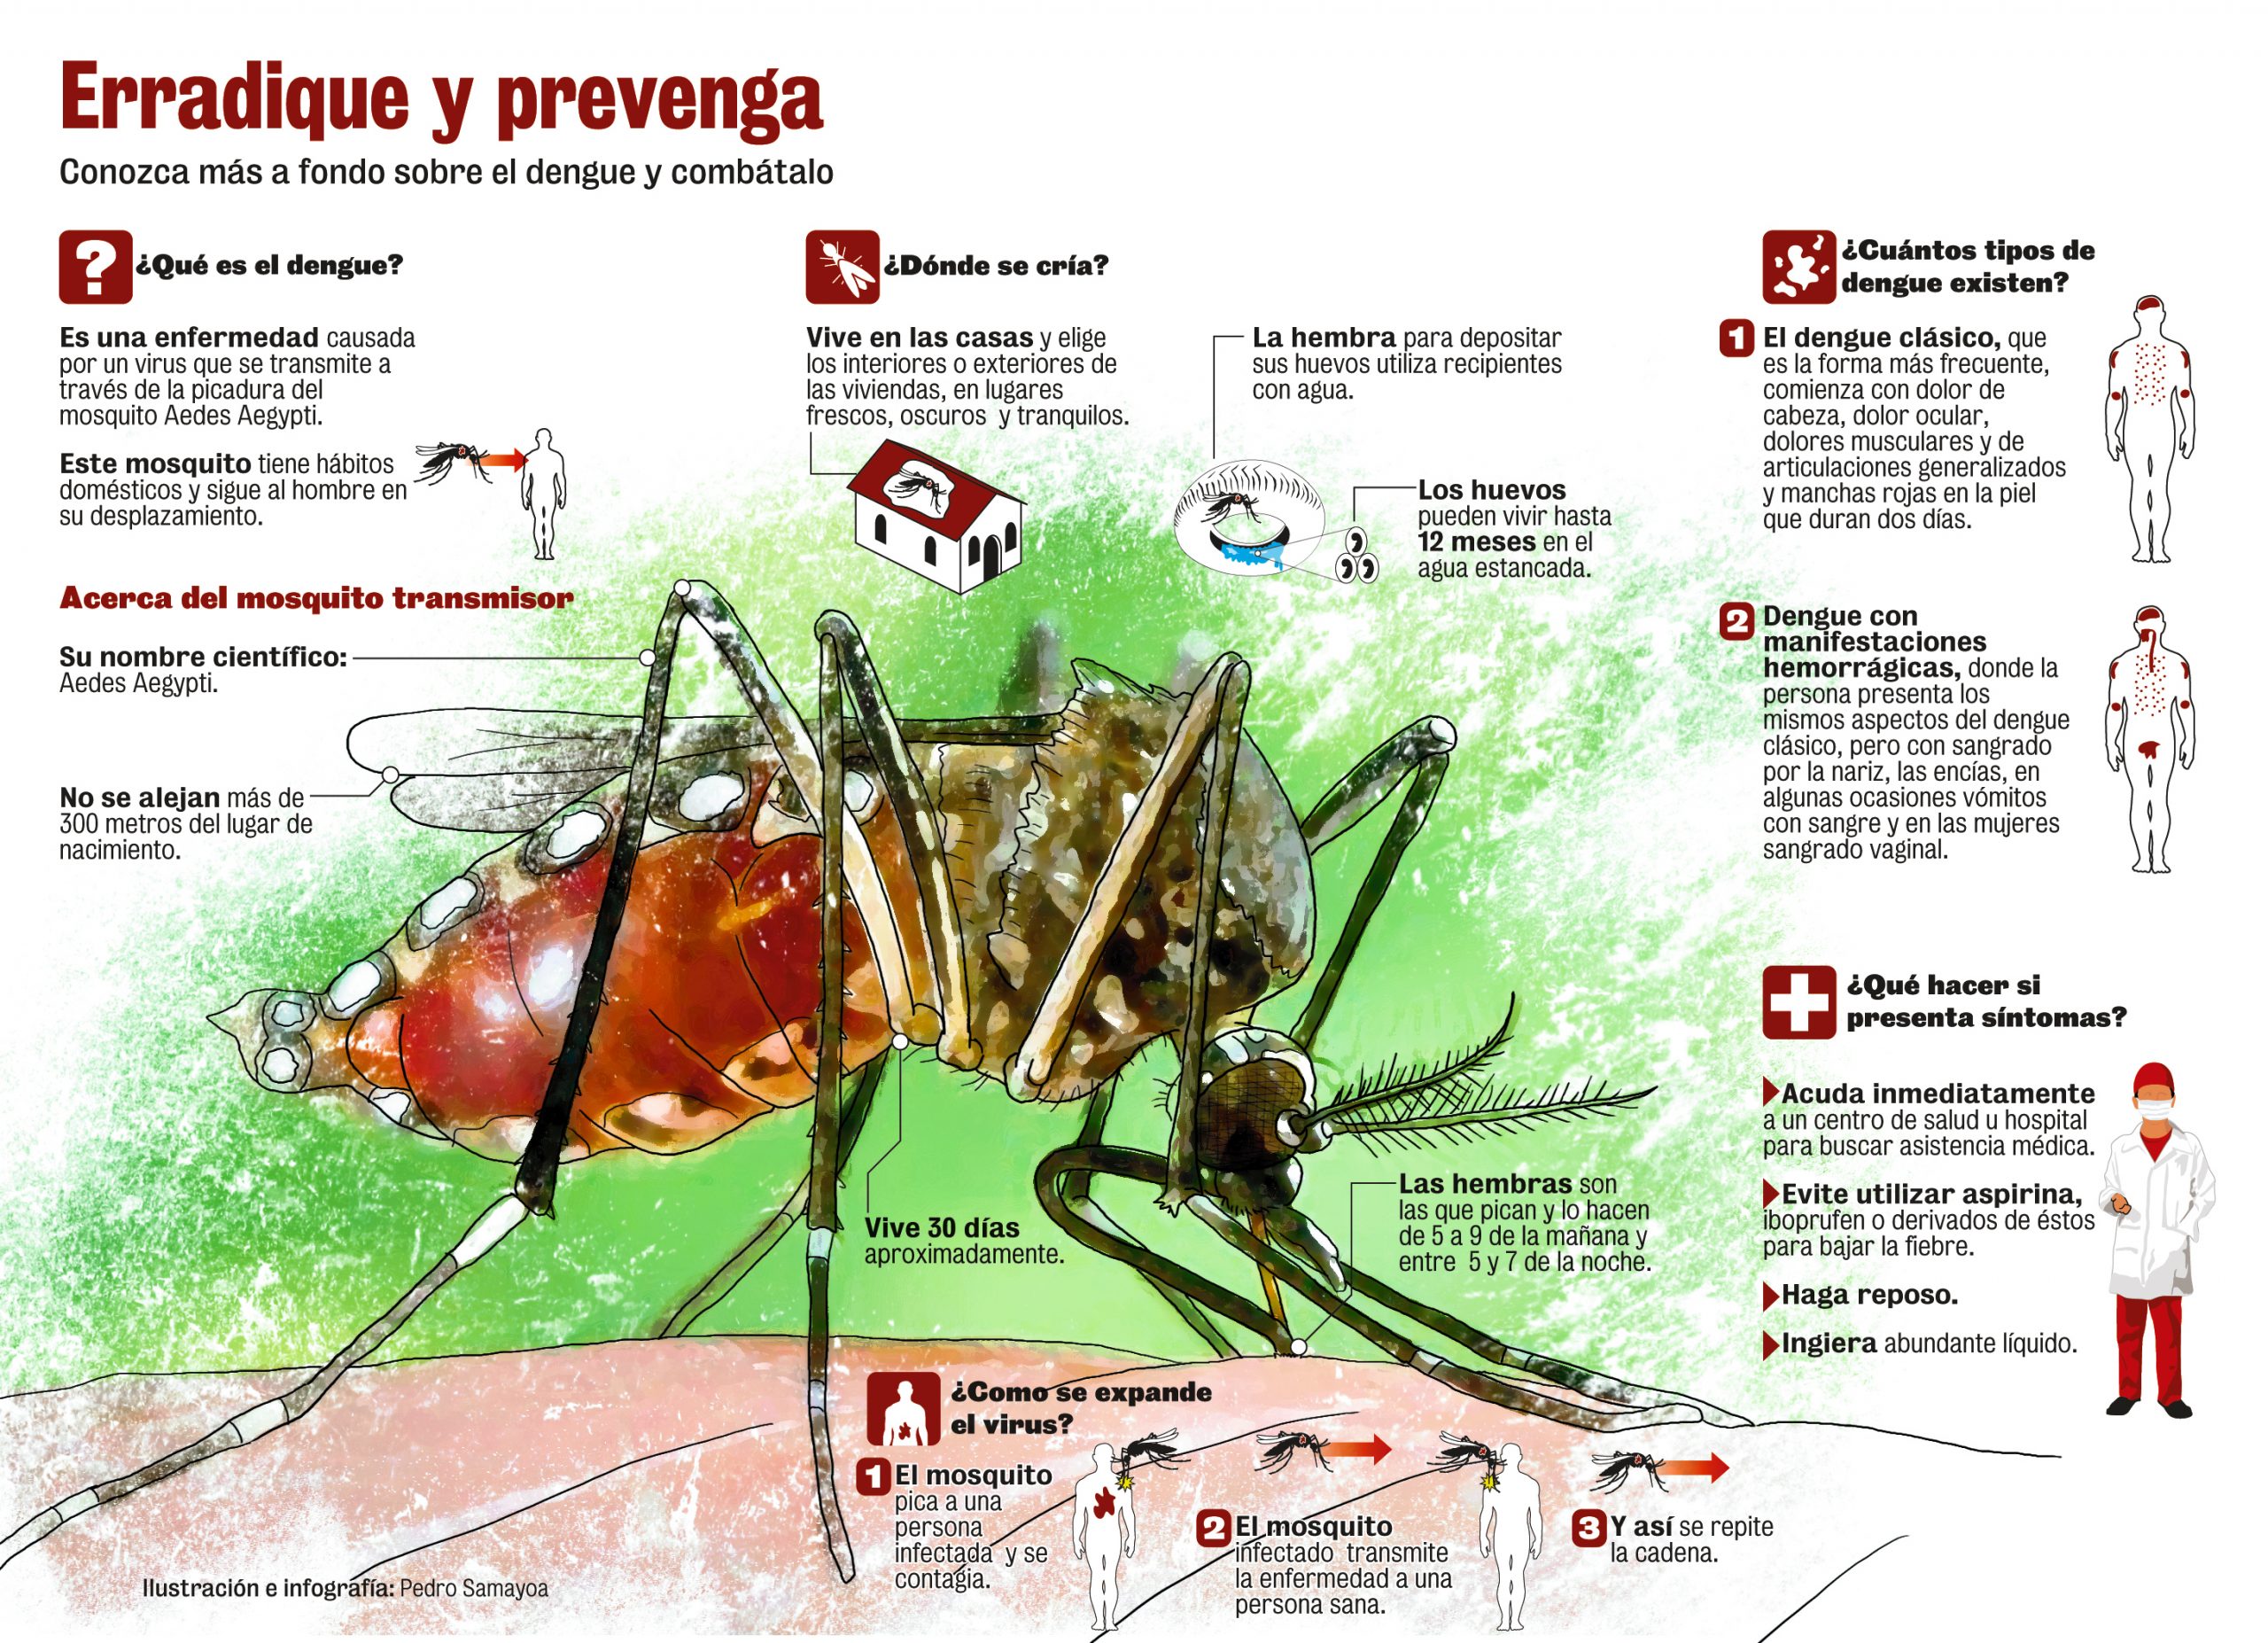 Erradique y prevenga
Conozca más a fondo sobre el dengue y combátalo
¿Qué es el dengue?
Es una enfermedad causada
por un virus que se transmite a
través de la picadura del
mosquito Aedes Aegypti.
Este mosquito tiene hábitos
domésticos y sigue al hombre en
su desplazamiento.
Acerca del mosquito transmisor
Su nombre científico:
Aedes Aegypti.
No se alejan más de
300 metros del lugar de
nacimiento.
¿Dónde se cría?
Vive en las casas y elige
los interiores o exteriores de
las viviendas, en lugares
frescos, oscuros y tranquilos.
La hembra para depositar
sus huevos utiliza recipientes
con agua.
Los huevos
pueden vivir hasta
12 meses en el
agua estancada.
Vive 30 días
aproximadamente.
Las hembras son
las que pican y lo hacen
de 5 a 9 de la mañana y
entre 5 y 7 de la noche.
¿Cuántos tipos de
dengue existen?
1 El dengue clásico, que
es la forma más frecuente,
comienza con dolor de
cabeza, dolor ocular,
dolores musculares y de
articulaciones generalizados
y manchas rojas en la piel
que duran dos días.
2 Dengue con
manifestaciones
hemorrágicas, donde la
persona presenta los
mismos aspectos del dengue
clásico, pero con sangrado
por la nariz, las encías, en
algunas ocasiones vómitos
con sangre y en las mujeres
sangrado vaginal.
¿Qué hacer si
presenta síntomas?
Acuda inmediatamente
a un centro de salud u hospital
para buscar asistencia médica.
Evite utilizar aspirina,
iboprufen o derivados de éstos
para bajar la fiebre.
Haga reposo.
Ingiera abundante líquido.
¿Como se expande
el virus?
1 El mosquito
pica a una
persona
infectada y se
contagia.
2 El mosquito
infectado transmite
la enfermedad a una
persona sana.
3 Y así se repite
la cadena.
Ilustración e infografía: Pedro Samayoa